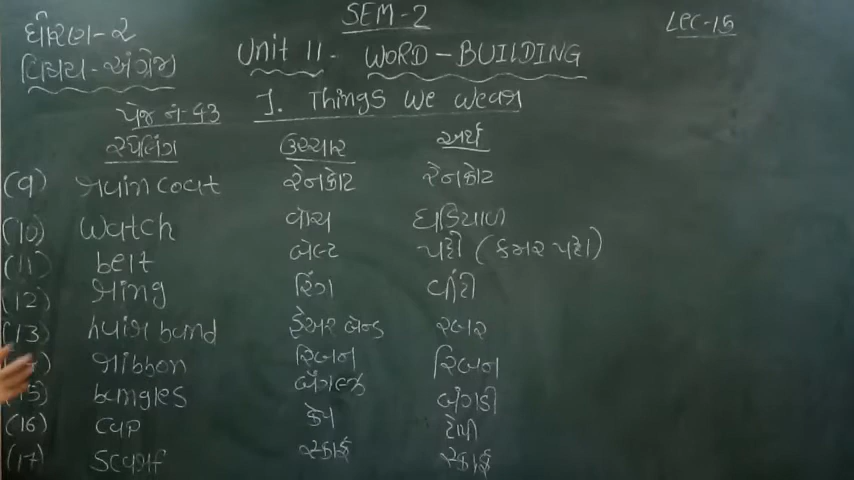 SEM-2
Lec-15
ધોરણ-2
Unit 11. WORD-BUILDING
વિષય-અંગ્રેજી
1. Things we wear
પેજ નં-43
સ્પેલિંગ ઉચ્ચાર અર્થ
(9) raincoat રેનકોટ રેનકોટ
(10) watch વૉચ ઘડિયાળ
(11) belt બેલ્ટ પટ્ટો (કમર પટ્ટો)
(12) ring રિંગ વીંટી
(13) hair band હેઅર બેન્ડ રબર
ribbon રિબન રિબન
(15) bangles બેંગલ્ઝ બંગડી
(16) cap કેપ ટોપી
(17) scarf સ્કાર્ફ સ્કાર્ફ